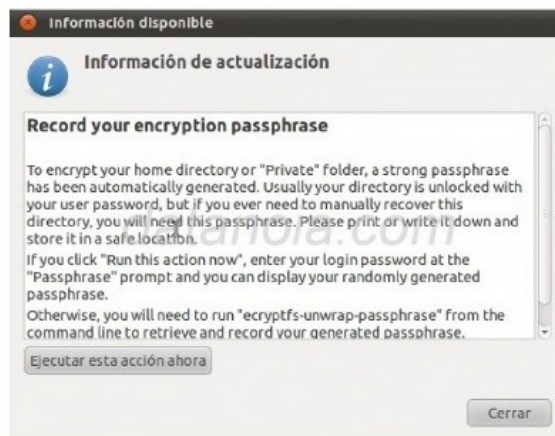 Información disponible
Información de actualización
Record your encryption passphrase
To encrypt your home directory or "Private" folder, a strong passphrase
has been automatically generated. Usually your directory is unlocked with
your user password, but if you ever need to manually recover this
directory, you will need this passphrase. Please print or write it down and
store it in a safe location.
If you click "Run this action now", enter your login password at the
"Passphrase" prompt and you can display your randomly generated
passphrase.
Otherwise, you will need to run "ecryptfs-unwrap-passphrase" from the
command line to retrieve and record your generated passphrase.
Ejecutar esta acción ahora
Cerrar